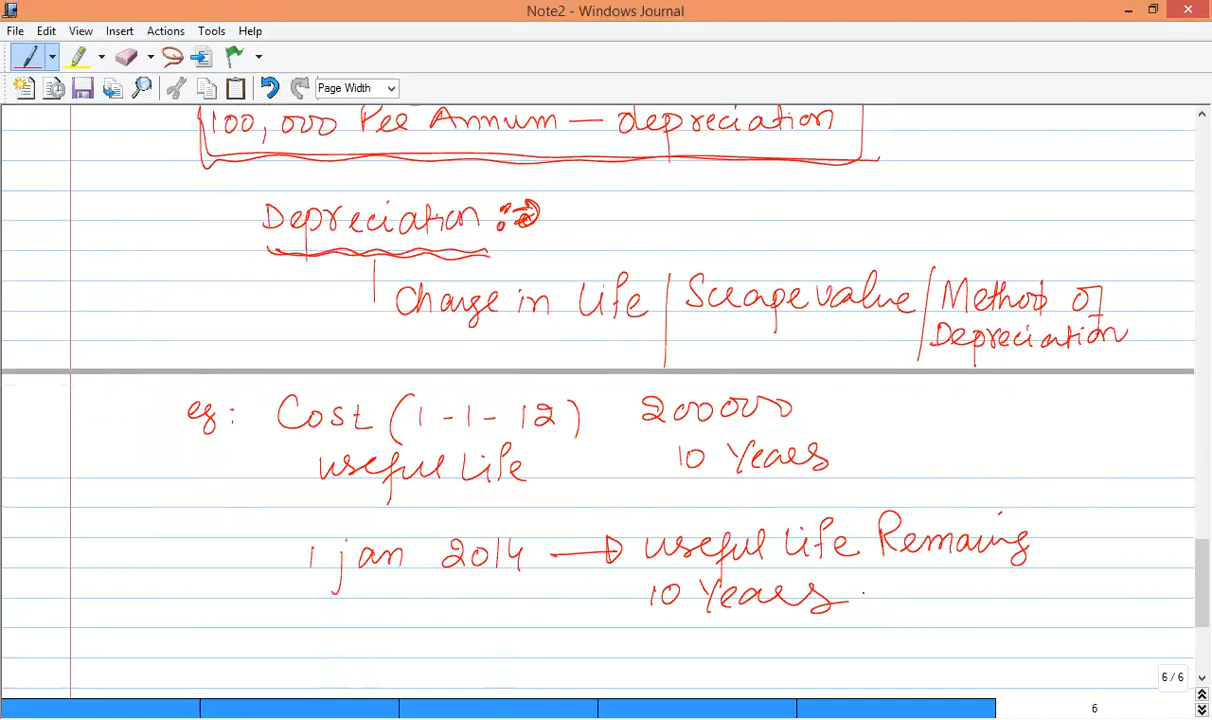 Note2 - Windows Journal
File Edit View Insert Actions Tools Help
Page Width
100,000 Per Annum — depreciation
Depreciation :⇒
Change in Life / Scrape value / Method of
Depreciation
eg: Cost (1-1-12) 200000
useful Life 10 Years
1 jan 2014 → useful life Remaing
10 Years.
6/6
6